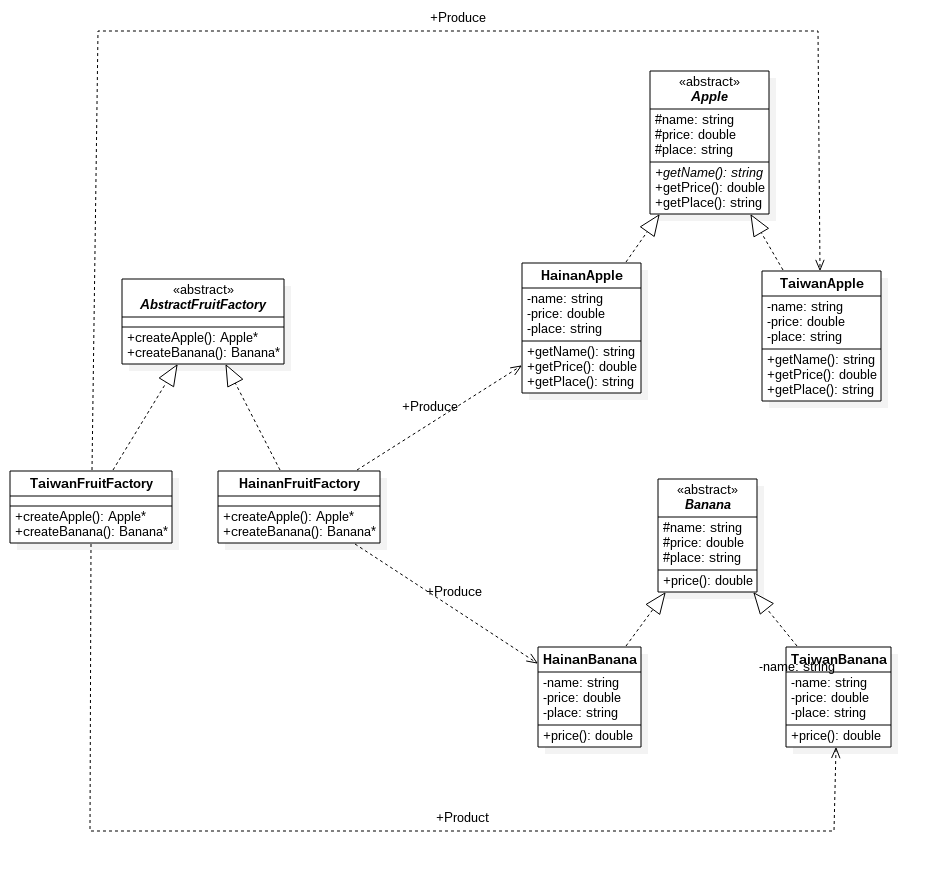 +Produce
«abstract»
Apple
#name: string
#price: double
#place: string
+getName(): string
+getPrice(): double
+getPlace(): string
HainanApple
-name: string
-price: double
-place: string
+getName(): string
+getPrice(): double
+getPlace(): string
TaiwanApple
-name: string
-price: double
-place: string
+getName(): string
+getPrice(): double
+getPlace(): string
«abstract»
AbstractFruitFactory
+createApple(): Apple*
+createBanana(): Banana*
+Produce
TaiwanFruitFactory
+createApple(): Apple*
+createBanana(): Banana*
HainanFruitFactory
+createApple(): Apple*
+createBanana(): Banana*
«abstract»
Banana
#name: string
#price: double
#place: string
+price(): double
+Produce
HainanBanana
-name: string
-price: double
-place: string
+price(): double
TaiwanBanana
-name: string
-name: string
-price: double
-place: string
+price(): double
+Product